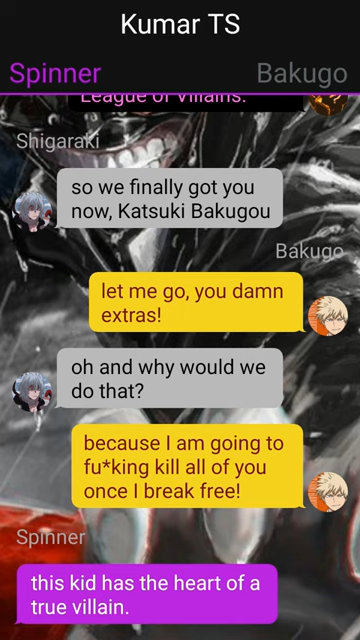 Kumar TS
Spinner
Bakugo
League of Villains.
Shigaraki
so we finally got you
now, Katsuki Bakugou
Bakugo
let me go, you damn
extras!
oh and why would we
do that?
because I am going to
fu*king kill all of you
once I break free!
Spinner
this kid has the heart of a
true villain.